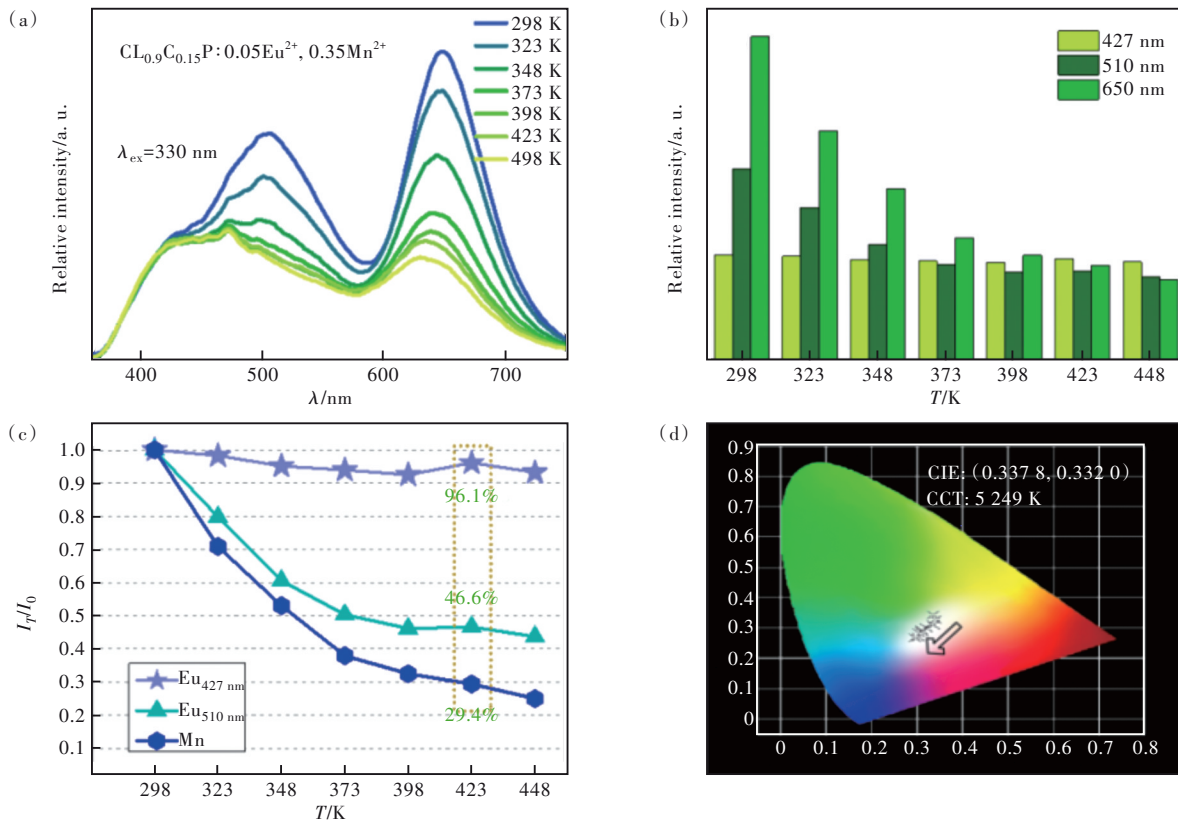 (a)
CL0.9C0.15P:0.05Eu2+, 0.35Mn2+
λex=330 nm
298 K
323 K
348 K
373 K
398 K
423 K
498 K
Relative intensity/a. u.
400 500 600 700
λ/nm
(b)
427 nm
510 nm
650 nm
Relative intensity/a. u.
298 323 348 373 398 423 448
T/K
(c)
1.0
0.9
0.8
0.7
0.6
0.5
0.4
0.3
0.2
0.1
IT/I0
96.1%
46.6%
29.4%
Eu427 nm
Eu510 nm
Mn
298 323 348 373 398 423 448
T/K
(d)
CIE: (0.337 8, 0.332 0)
CCT: 5 249 K
0.9
0.8
0.7
0.6
0.5
0.4
0.3
0.2
0.1
0
0 0.1 0.2 0.3 0.4 0.5 0.6 0.7 0.8